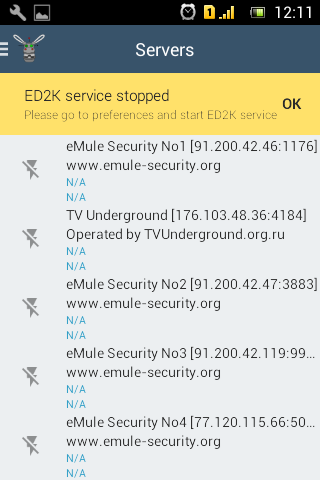 1
12:11
Servers
ED2K service stopped
Please go to preferences and start ED2K service
OK
eMule Security No1 [91.200.42.46:1176]
www.emule-security.org
N/A
N/A
TV Underground [176.103.48.36:4184]
Operated by TVUnderground.org.ru
N/A
N/A
eMule Security No2 [91.200.42.47:3883]
www.emule-security.org
N/A
N/A
eMule Security No3 [91.200.42.119:99...
www.emule-security.org
N/A
N/A
eMule Security No4 [77.120.115.66:50...
www.emule-security.org
N/A
N/A